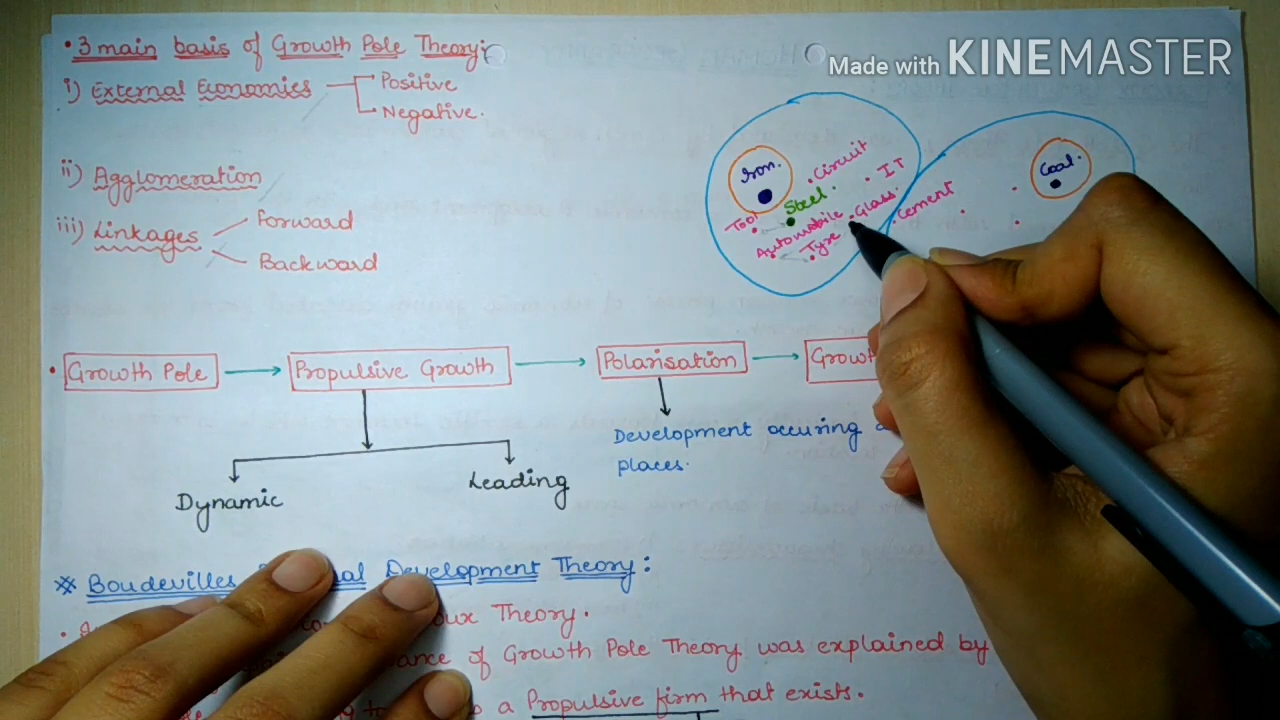 • 3 main basis of Growth Pole Theory:
Made with KINEMASTER
i) External Economies
Positive
Negative.
ii) Agglomeration
iii) Linkages
Forward
Backward
Iron.
Circuit
IT
Coal.
Steel.
Tool
Automobile
Glass.
Cement
Tyre
• Growth Pole → Propulsive Growth → Polarisation → Growth
Development occuring
places.
Dynamic
Leading
Boudevilles Development Theory:
Theory.
of Growth Pole Theory was explained by
a Propulsive firm that exists.